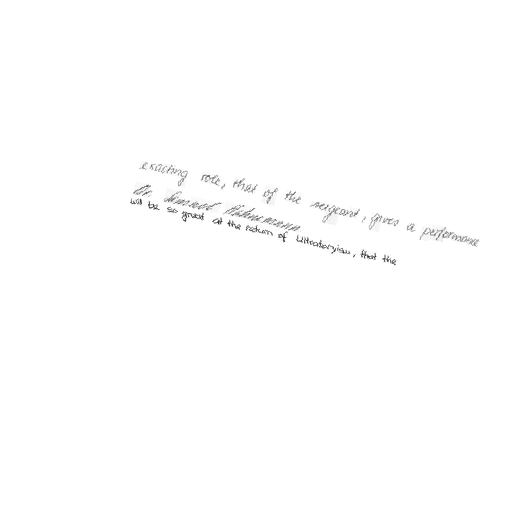 exacting role, that of the sergeant, gives a performance
Dr. Samuel Hahnemann
will be so great at the return of Ultratoryism, that the